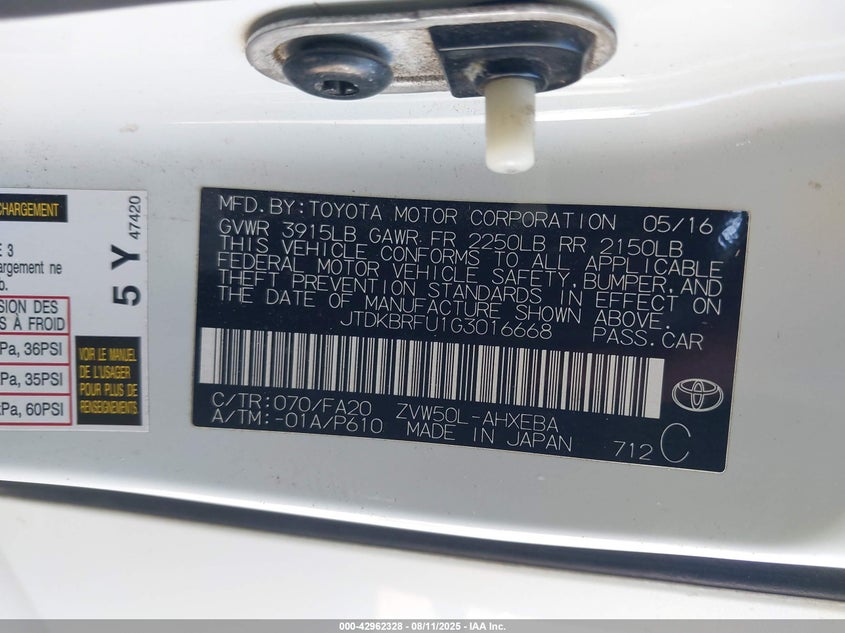 CHARGEMENT
E 3
argement ne
b.
SION DES
S À FROID
Pa, 36PSI
Pa, 35PSI
kPa, 60PSI
5 Y
47420
VOIR LE MANUEL
DE L'USAGER
POUR PLUS DE
RENSEIGNEMENTS
MFD. BY: TOYOTA MOTOR CORPORATION 05/16
GVWR 3915LB GAWR FR 2250LB RR 2150LB
THIS VEHICLE CONFORMS TO ALL APPLICABLE
FEDERAL MOTOR VEHICLE SAFETY, BUMPER, AND
THEFT PREVENTION STANDARDS IN EFFECT ON
THE DATE OF MANUFACTURE SHOWN ABOVE.
JTDKBRFU1G3016668 PASS. CAR
C/TR: 070/FA20 ZVW50L-AHXEBA
A/TM: -01A/P610 MADE IN JAPAN 712 C
000-42962328 - 08/11/2025 - IAA Inc.